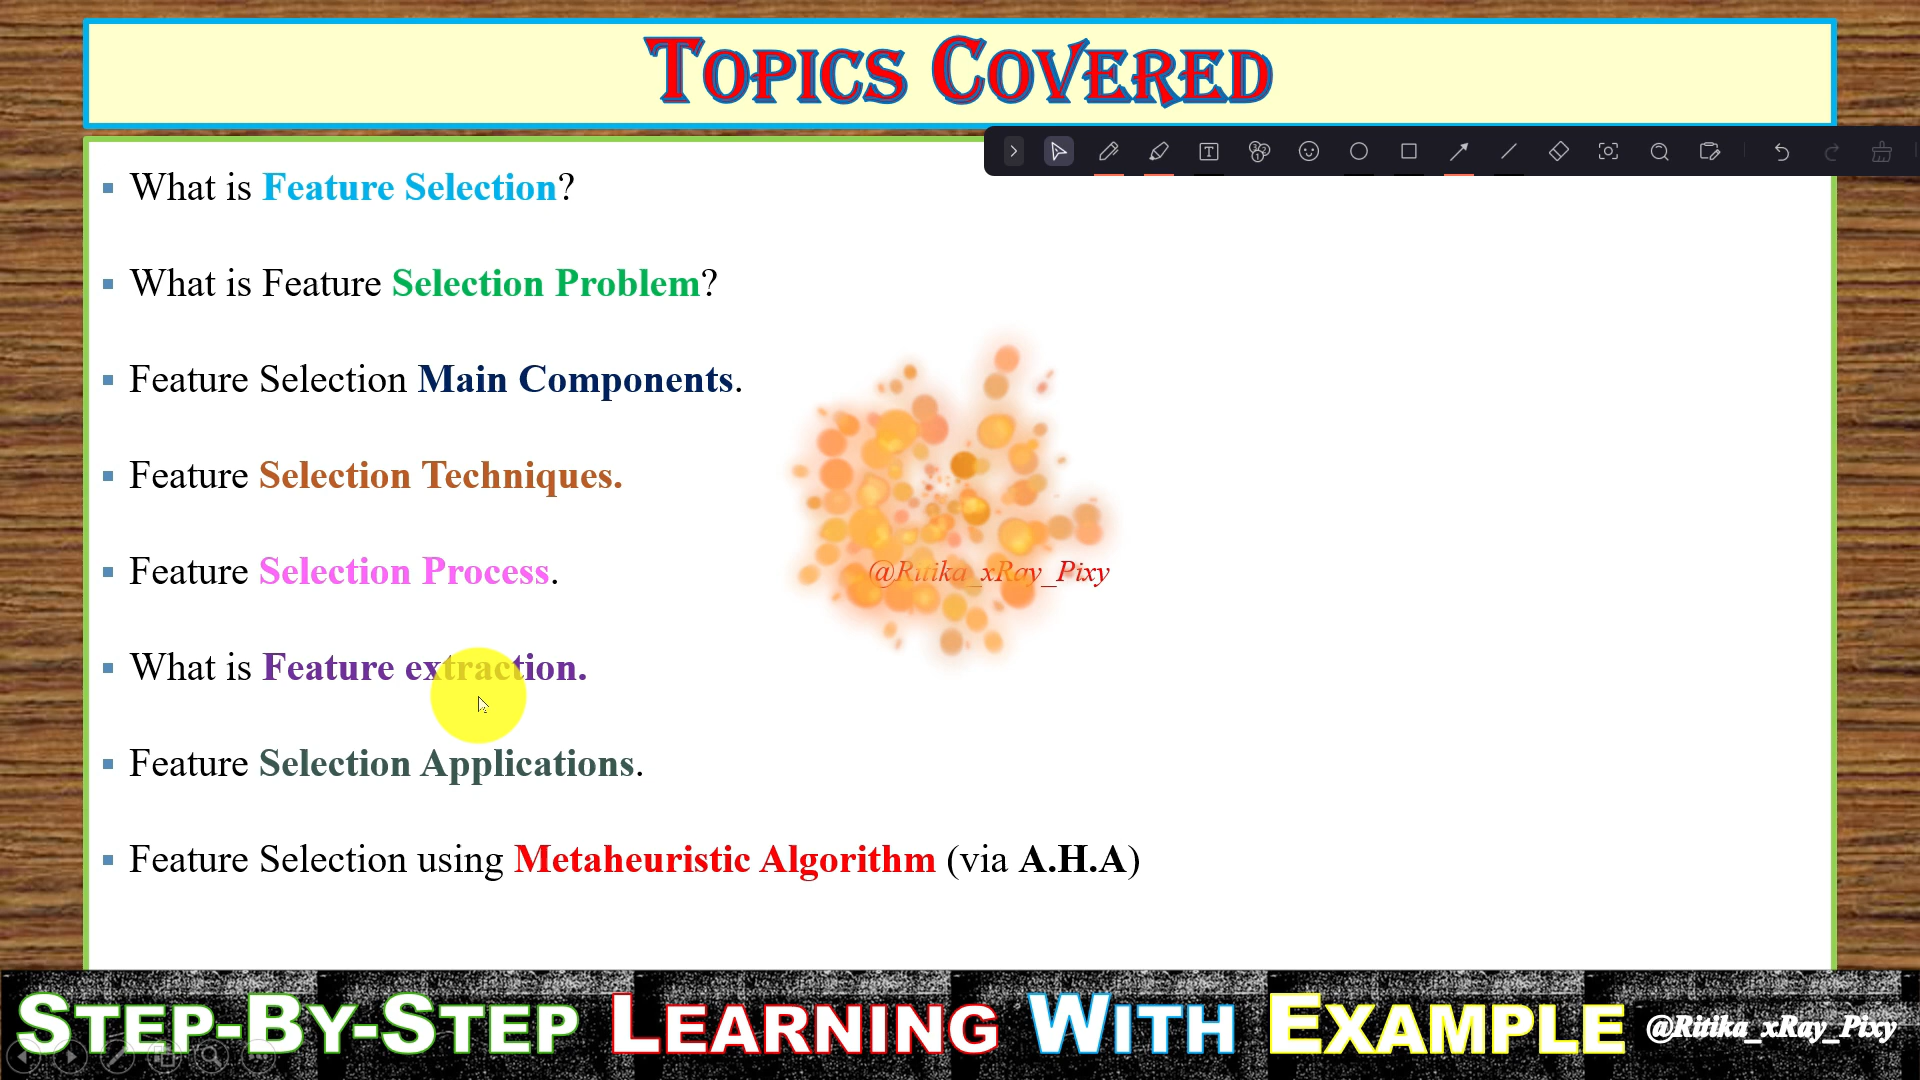 TOPICS COVERED
What is Feature Selection?
What is Feature Selection Problem?
Feature Selection Main Components.
Feature Selection Techniques.
Feature Selection Process.
@Ritika_xRay_Pixy
What is Feature extraction.
Feature Selection Applications.
Feature Selection using Metaheuristic Algorithm (via A.H.A)
STEP-BY-STEP LEARNING WITH EXAMPLE @Ritika_xRay_Pixy